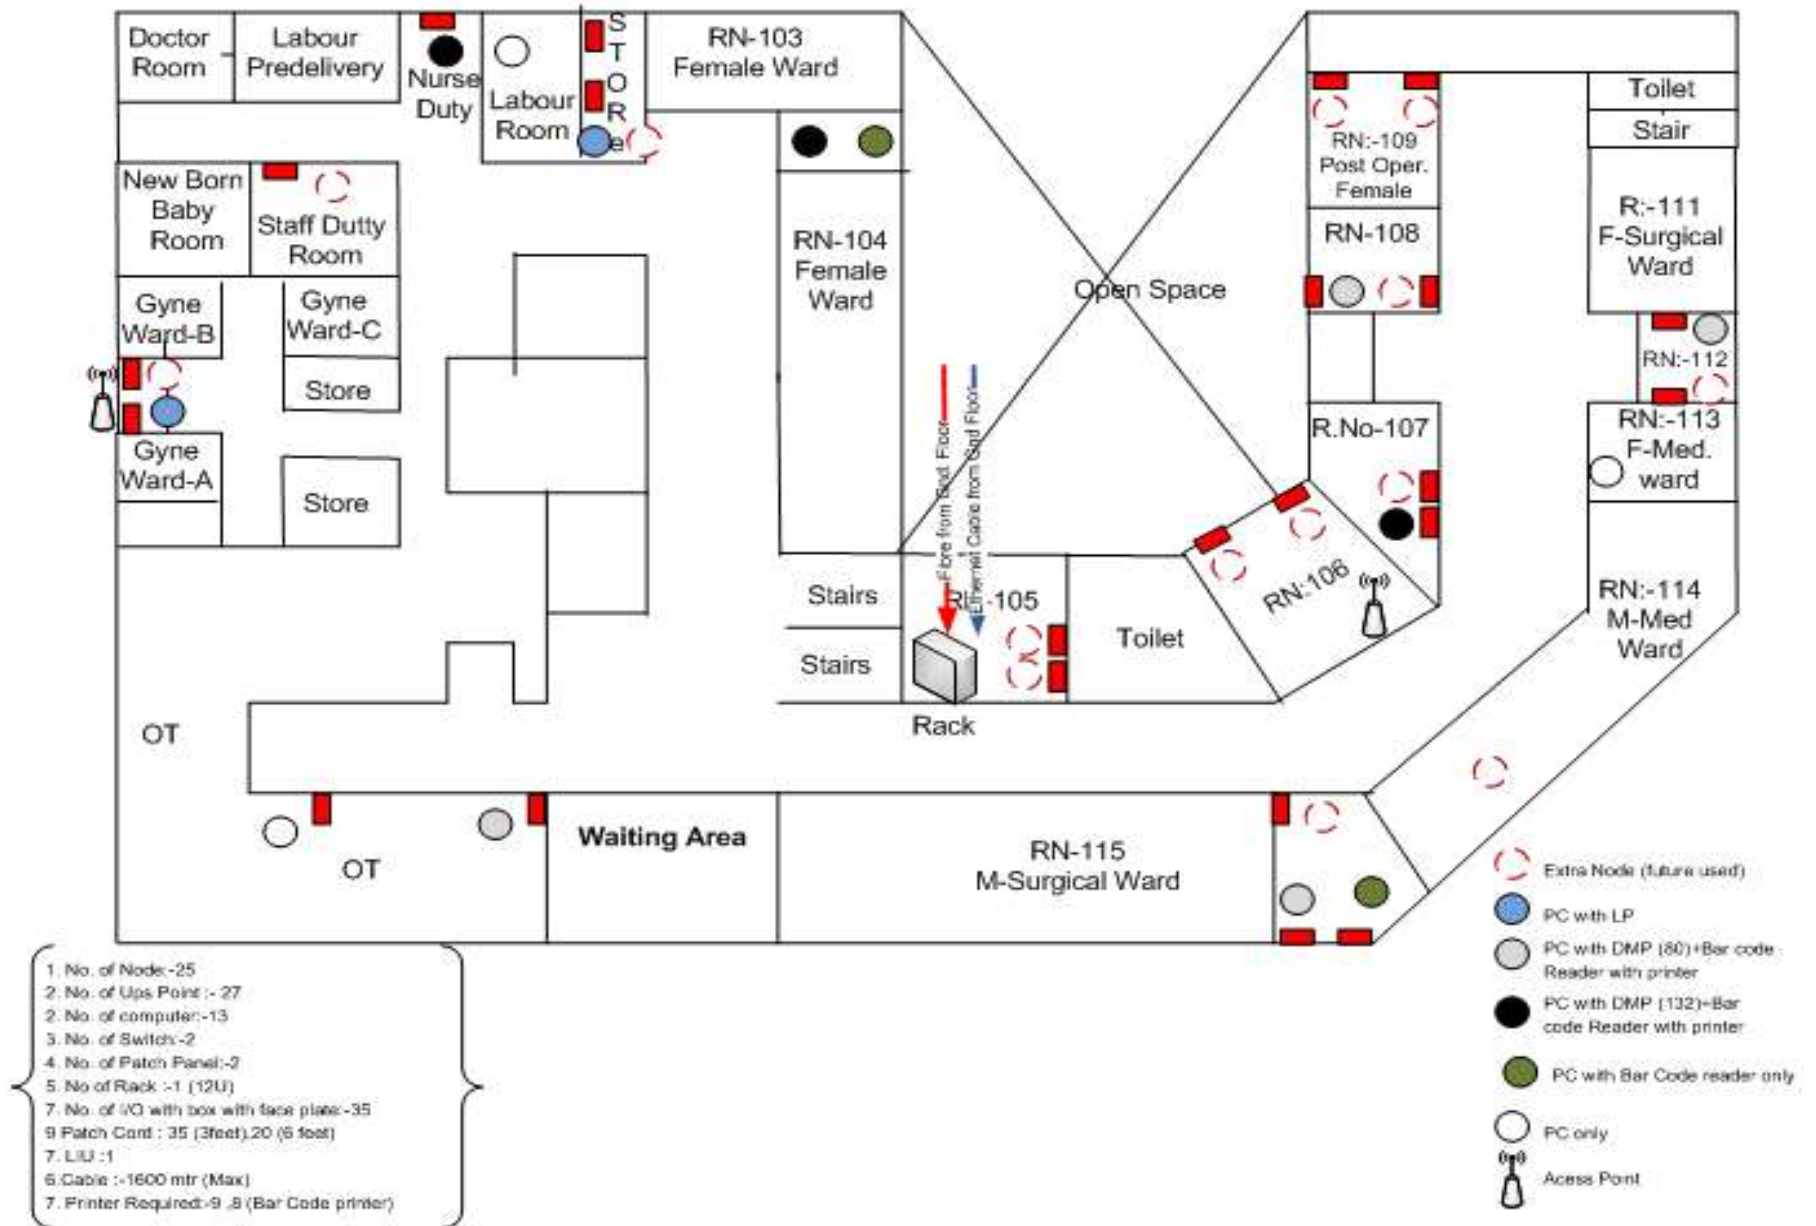 Doctor
Room
Labour
Predelivery
Nurse
Duty
Labour
Room
S
T
O
R
e
RN-103
Female Ward
Toilet
Stair
RN:-109
Post Oper.
Female
New Born
Baby
Room
Staff Dutty
Room
RN-104
Female
Ward
RN-108
R:-111
F-Surgical
Ward
Open Space
Gyne
Ward-B
Gyne
Ward-C
Store
RN:-112
Gyne
Ward-A
Store
R.No-107
RN:-113
F-Med.
ward
Fibre from Gnd. Floor
Ethernet Cable from Gnd Floor
Stairs
-105
RN:106
RN:-114
M-Med
Ward
Stairs
Toilet
Rack
OT
OT
Waiting Area
RN-115
M-Surgical Ward
Extra Node (future used)
PC with LP
PC with DMP (80)+Bar code
Reader with printer
PC with DMP (132)+Bar
code Reader with printer
PC with Bar Code reader only
PC only
Acess Point
1. No. of Node:-25
2. No. of Ups Point :- 27
2. No. of computer:-13
3. No. of Switch:-2
4. No. of Patch Panel:-2
5. No of Rack :-1 (12U)
7. No. of I/O with box with face plate:-35
9 Patch Cord : 35 (3feet),20 (6 feet)
7. LIU :1
6.Cable :-1600 mtr (Max)
7. Printer Required:-9 ,8 (Bar Code printer)